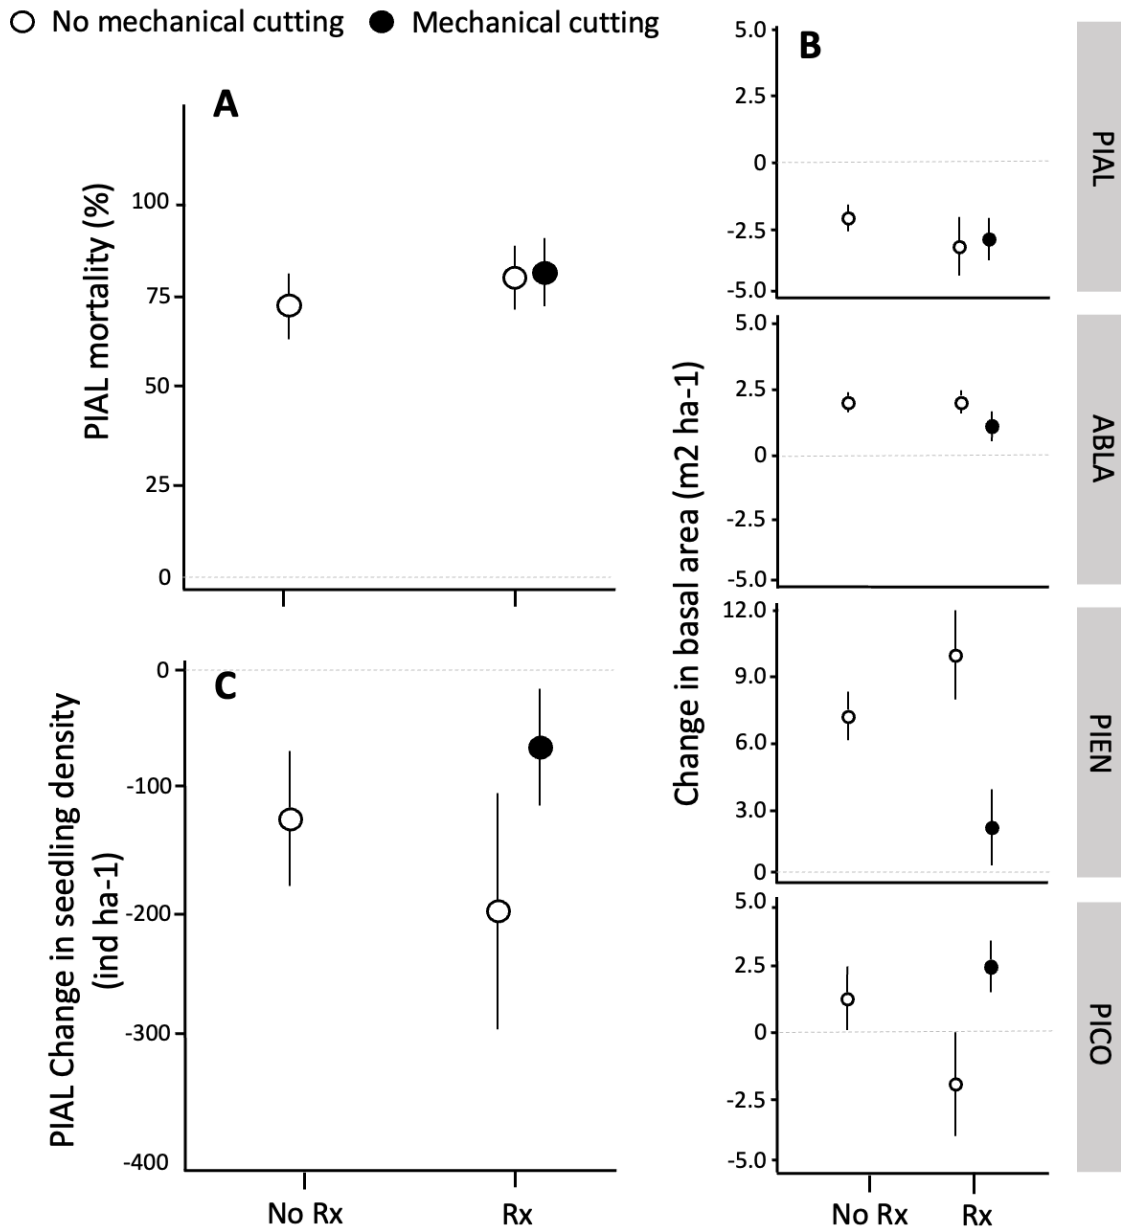 No mechanical cutting Mechanical cutting
A
PIAL mortality (%)
100
75
50
25
0
B
Change in basal area (m2 ha-1)
5.0
2.5
0
-2.5
-5.0
PIAL
5.0
2.5
0
-2.5
-5.0
ABLA
12.0
9.0
6.0
3.0
0
PIEN
5.0
2.5
0
-2.5
-5.0
PICO
No Rx Rx
C
PIAL Change in seedling density
(ind ha-1)
0
-100
-200
-300
-400
No Rx Rx